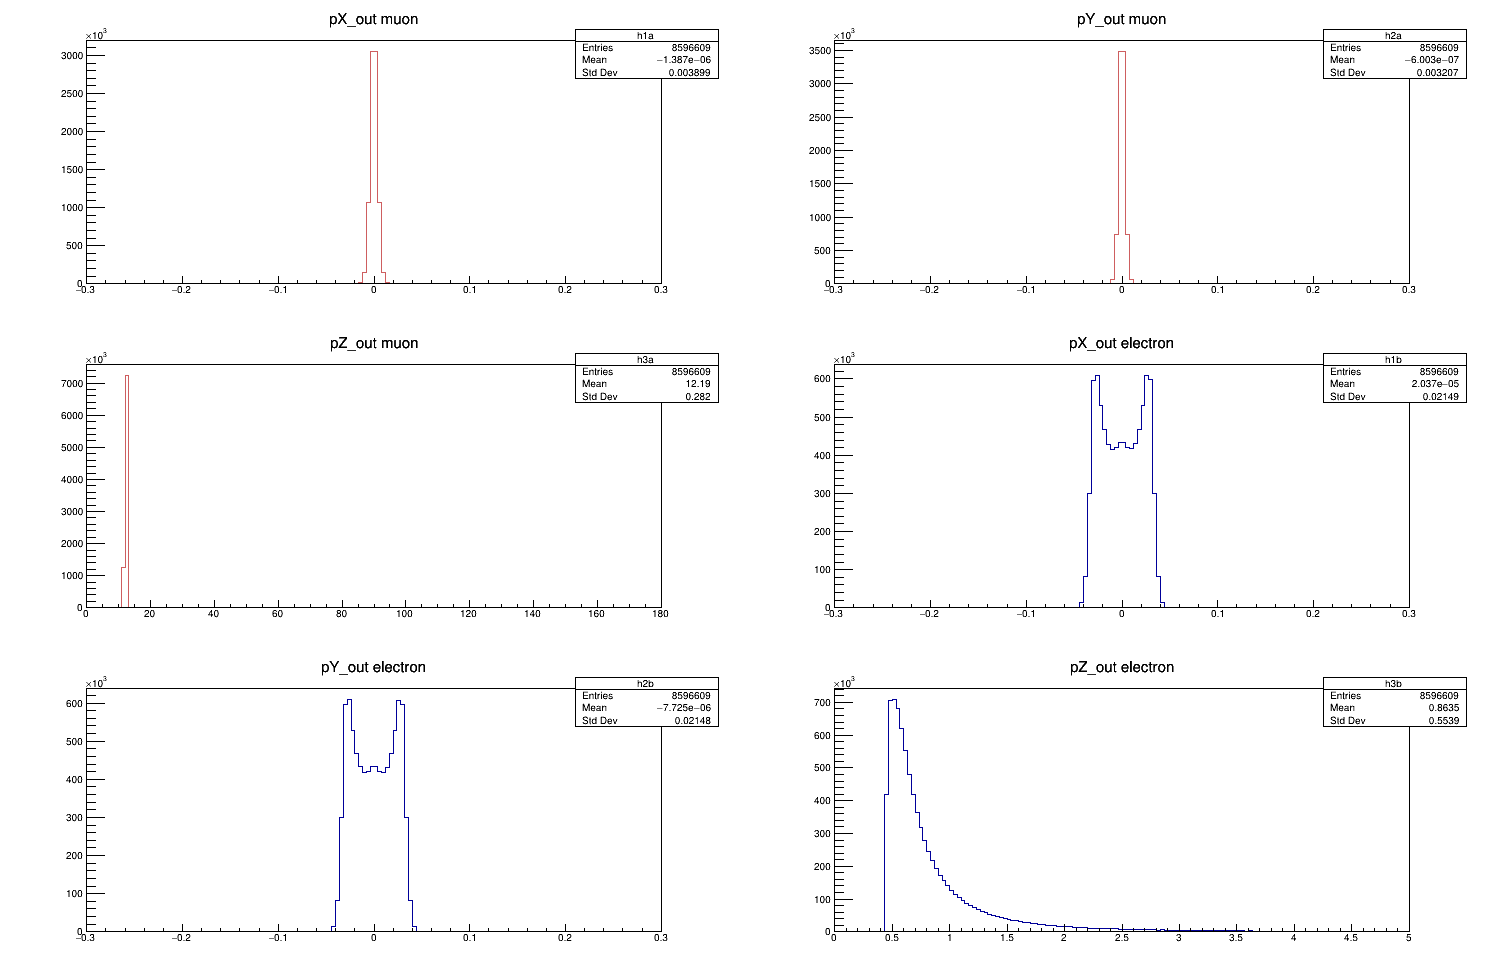 pX_out muon
×10³
h1a
Entries 8596609
Mean −1.387e−06
Std Dev 0.003899
3000
2500
2000
1500
1000
500
0
−0.3 −0.2 −0.1 0 0.1 0.2 0.3
pY_out muon
×10³
h2a
Entries 8596609
Mean −6.003e−07
Std Dev 0.003207
3500
3000
2500
2000
1500
1000
500
0
−0.3 −0.2 −0.1 0 0.1 0.2 0.3
pZ_out muon
×10³
h3a
Entries 8596609
Mean 12.19
Std Dev 0.282
7000
6000
5000
4000
3000
2000
1000
0
0 20 40 60 80 100 120 140 160 180
pX_out electron
×10³
h1b
Entries 8596609
Mean 2.037e−05
Std Dev 0.02149
600
500
400
300
200
100
0
−0.3 −0.2 −0.1 0 0.1 0.2 0.3
pY_out electron
×10³
h2b
Entries 8596609
Mean −7.725e−06
Std Dev 0.02148
600
500
400
300
200
100
0
−0.3 −0.2 −0.1 0 0.1 0.2 0.3
pZ_out electron
×10³
h3b
Entries 8596609
Mean 0.8635
Std Dev 0.5539
700
600
500
400
300
200
100
0
0 0.5 1 1.5 2 2.5 3 3.5 4 4.5 5